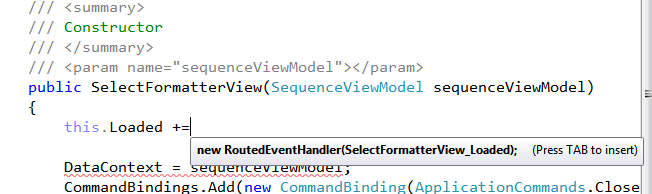 /// <summary>
/// Constructor
/// </summary>
/// <param name="sequenceViewModel"></param>
public SelectFormatterView(SequenceViewModel sequenceViewModel)
{
this.Loaded +=
new RoutedEventHandler(SelectFormatterView_Loaded); (Press TAB to insert)
DataContext = sequenceViewModel;
CommandBindings.Add(new CommandBinding(ApplicationCommands.Close